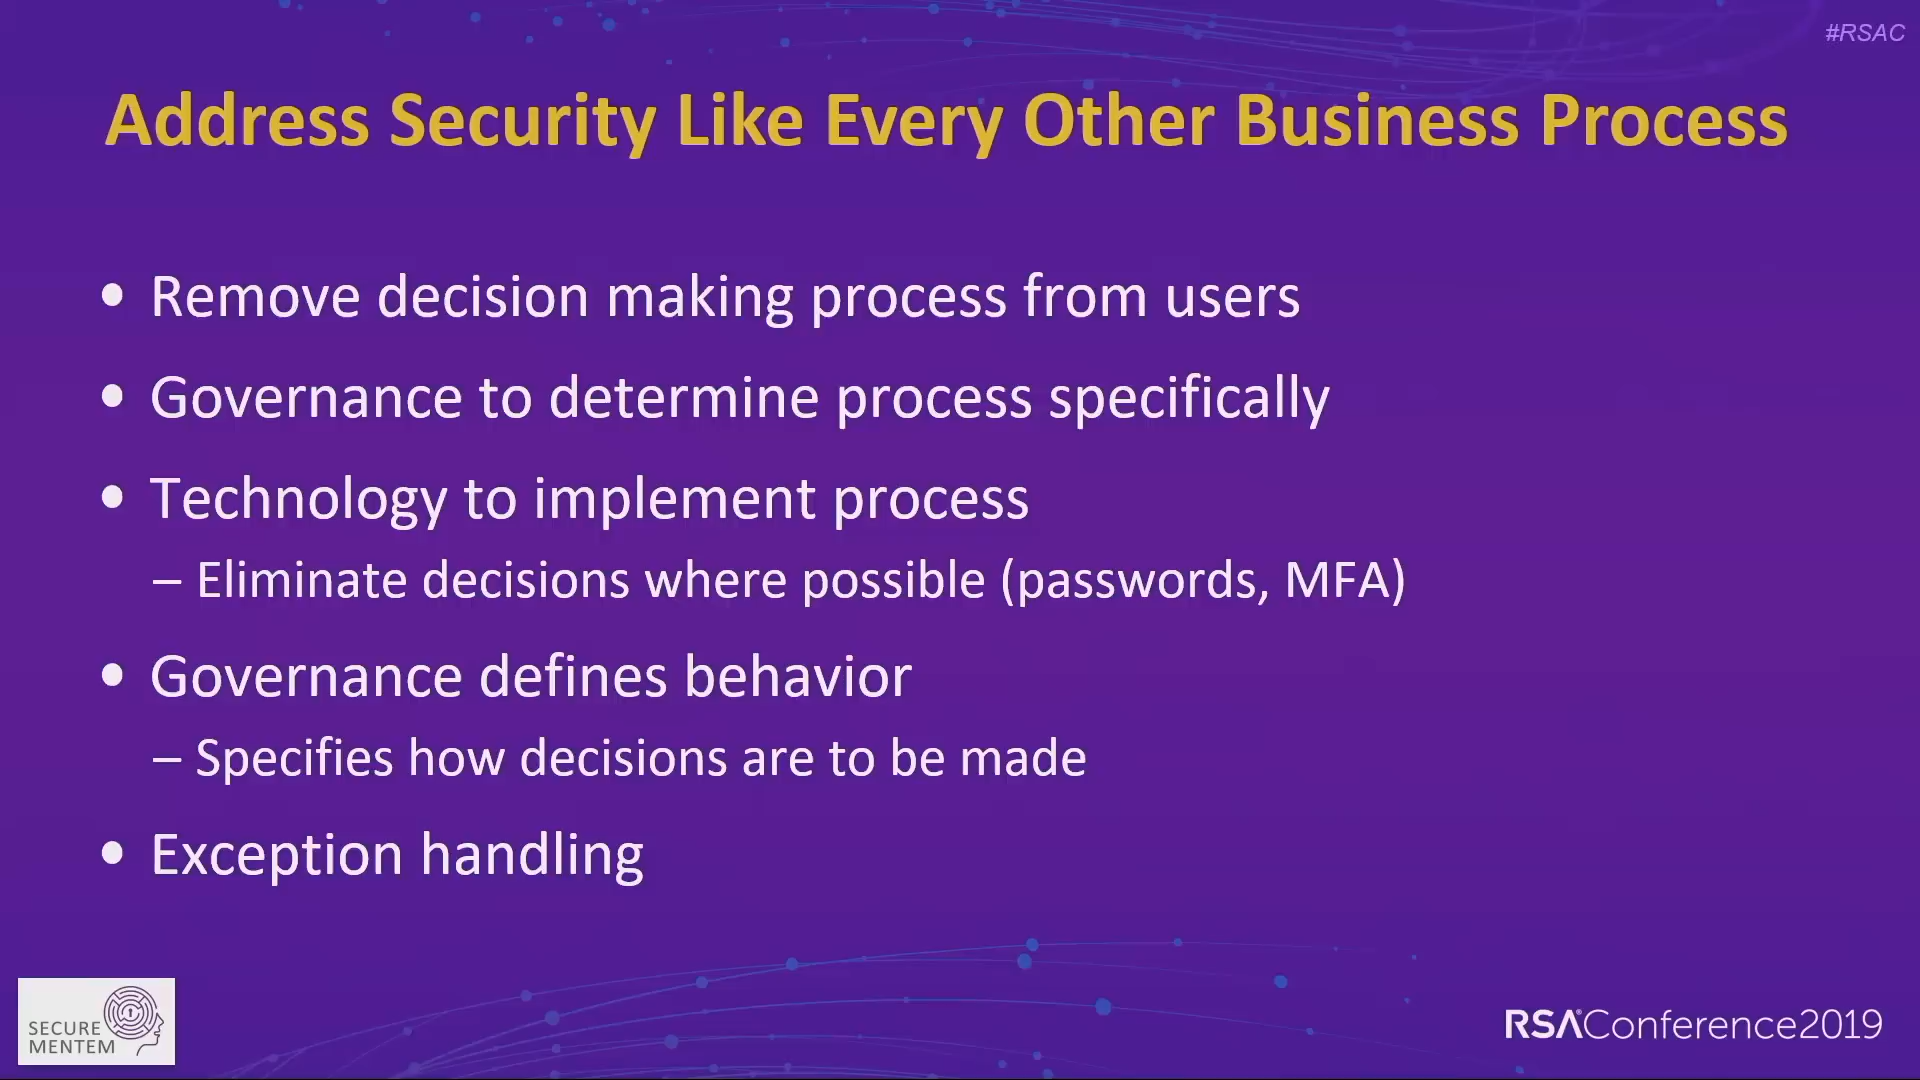 #RSAC
Address Security Like Every Other Business Process
• Remove decision making process from users
• Governance to determine process specifically
• Technology to implement process
– Eliminate decisions where possible (passwords, MFA)
• Governance defines behavior
– Specifies how decisions are to be made
• Exception handling
SECURE
MENTEM
RSA Conference2019